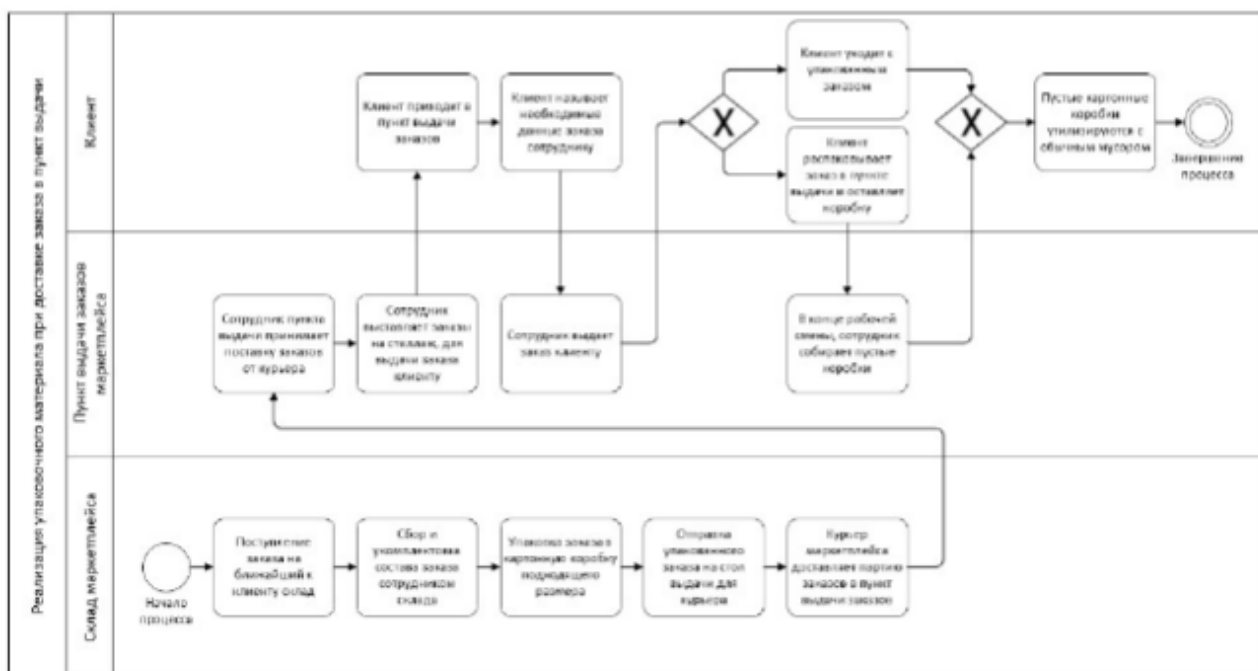 Реализация упаковочного материала при доставке заказа в пункт выдачи
Клиент
Клиент приходит в
пункт выдачи
заказов
Клиент называет
необходимые
данные заказа
сотруднику
X
Клиент уходит с
упакованным
заказом
Клиент
распаковывает
заказ в пункте
выдачи и оставляет
коробку
X
Пустые картонные
коробки
утилизируются с
обычным мусором
Завершение
процесса
Пункт выдачи заказов
маркетплейса
Сотрудник пункта
выдачи принимает
поставку заказов
от курьера
Сотрудник
выставляет заказы
на стеллаж, для
выдачи заказа
клиенту
Сотрудник выдает
заказ клиенту
В конце рабочей
смены, сотрудник
собирает пустые
коробки
Склад маркетплейса
Начало
процесса
Поступление
заказа на
ближайший к
клиенту склад
Сбор и
укомплектовка
состава заказа
сотрудником
склада
Упаковка заказа в
картонную коробку
подходящего
размера
Отправка
упакованного
заказа на стол
выдачи для
курьера
Курьер
маркетплейса
доставляет партию
заказов в пункт
выдачи заказов